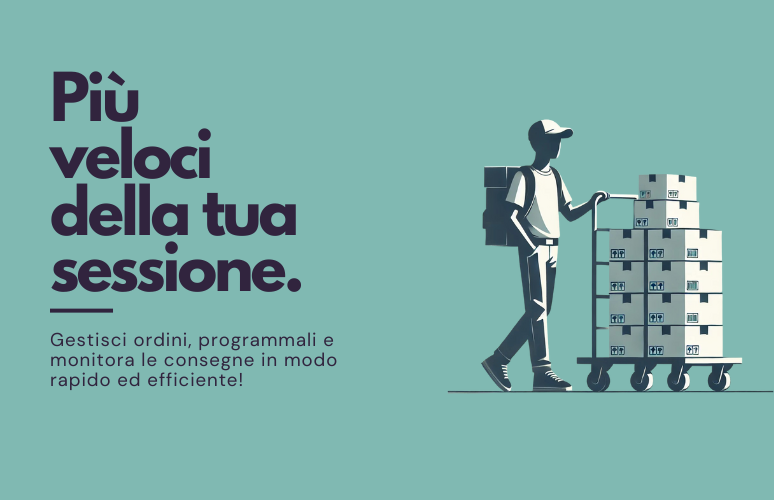 Più
veloci
della tua
sessione.
Gestisci ordini, programmali e
monitora le consegne in modo
rapido ed efficiente!